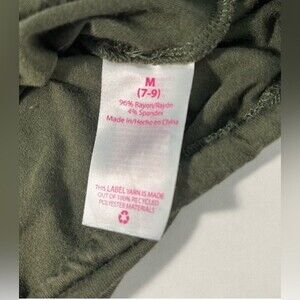 M
(7-9)
96% Rayon/Rayón
4% Spandex
Made in/Hecho en China
THIS LABEL YARN IS MADE
OUT OF 100% RECYCLED
POLYESTER MATERIALS